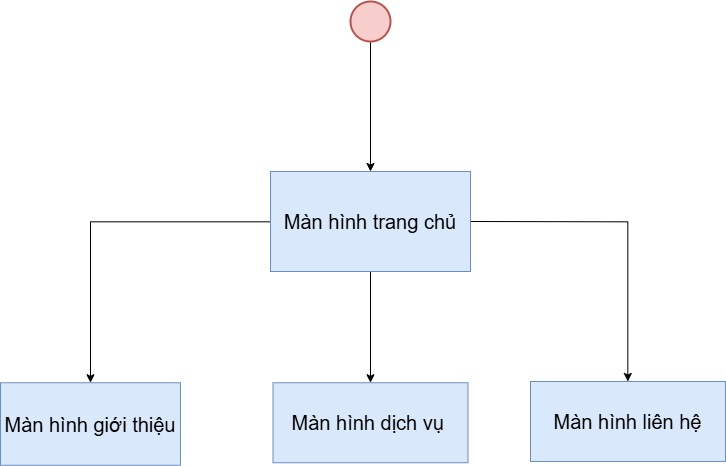 Màn hình trang chủ
Màn hình giới thiệu
Màn hình dịch vụ
Màn hình liên hệ